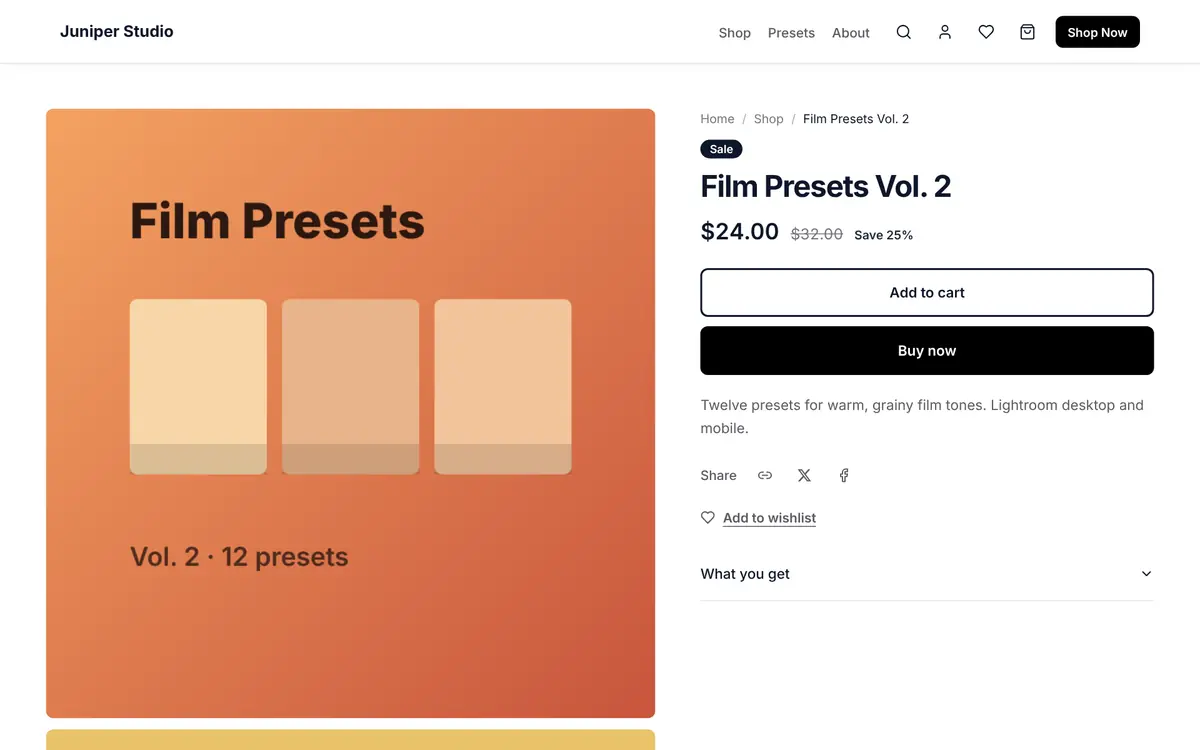 Juniper Studio
Shop Presets About Shop Now
Film Presets
Vol. 2 · 12 presets
Home / Shop / Film Presets Vol. 2
Sale
Film Presets Vol. 2
$24.00 $32.00 Save 25%
Add to cart
Buy now
Twelve presets for warm, grainy film tones. Lightroom desktop and
mobile.
Share
Add to wishlist
What you get